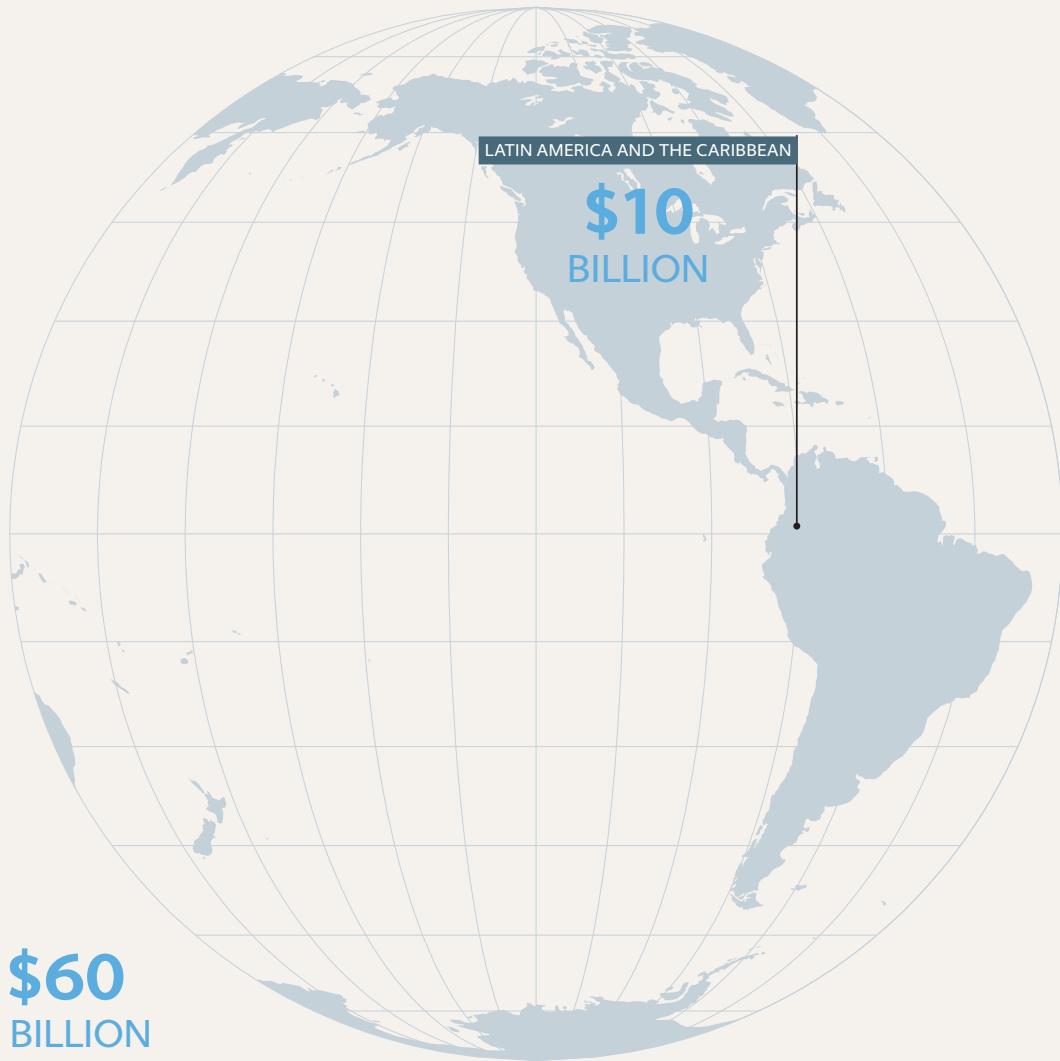 LATIN AMERICA AND THE CARIBBEAN
$10
BILLION
$60
BILLION